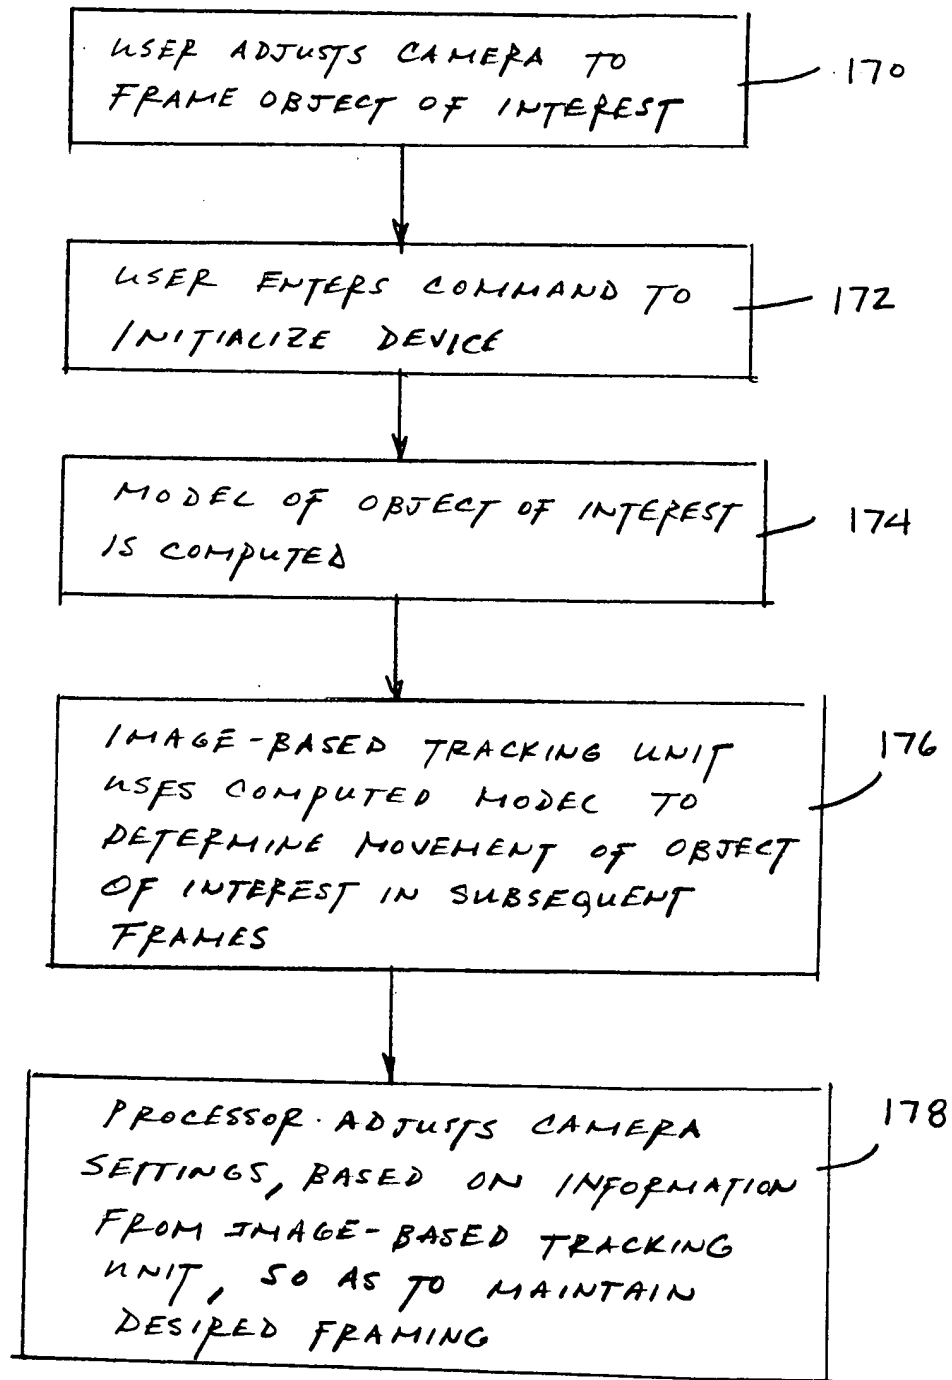 USER ADJUSTS CAMERA TO
FRAME OBJECT OF INTEREST
170
USER ENTERS COMMAND TO
INITIALIZE DEVICE
172
MODEL OF OBJECT OF INTEREST
IS COMPUTED
174
IMAGE-BASED TRACKING UNIT
USES COMPUTED MODEL TO
DETERMINE MOVEMENT OF OBJECT
OF INTEREST IN SUBSEQUENT
FRAMES
176
PROCESSOR ADJUSTS CAMERA
SETTINGS, BASED ON INFORMATION
FROM IMAGE-BASED TRACKING
UNIT, SO AS TO MAINTAIN
DESIRED FRAMING
178